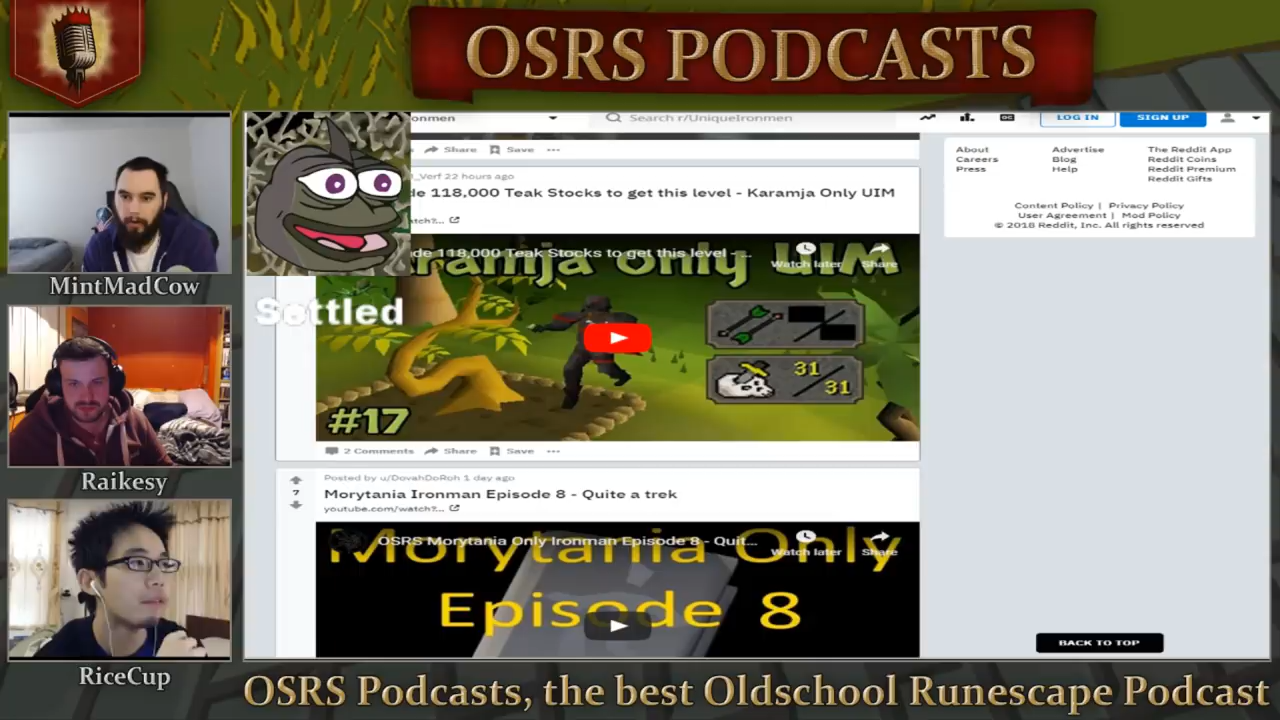 OSRS PODCASTS
MintMadCow
Raikesy
RiceCup
Settled
Search r/UniqueIronmen
LOG IN
SIGN UP
Share
Save
22 hours ago
118,000 Teak Stocks to get this level - Karamja Only UIM
118,000 Teak Stocks to get this level - ...
Watch later
Share
Karamja Only UIM
31
31
#17
2 Comments
Share
Save
Posted by u/DovahDoRoh 1 day ago
7
Morytania Ironman Episode 8 - Quite a trek
youtube.com/watch?...
OSRS Morytania Only Ironman Episode 8 - Quit...
Watch later
Share
Morytania Only
Episode 8
About
Advertise
The Reddit App
Careers
Blog
Reddit Coins
Press
Help
Reddit Premium
Reddit Gifts
Content Policy | Privacy Policy
User Agreement | Mod Policy
© 2018 Reddit, Inc. All rights reserved
BACK TO TOP
OSRS Podcasts, the best Oldschool Runescape Podcast